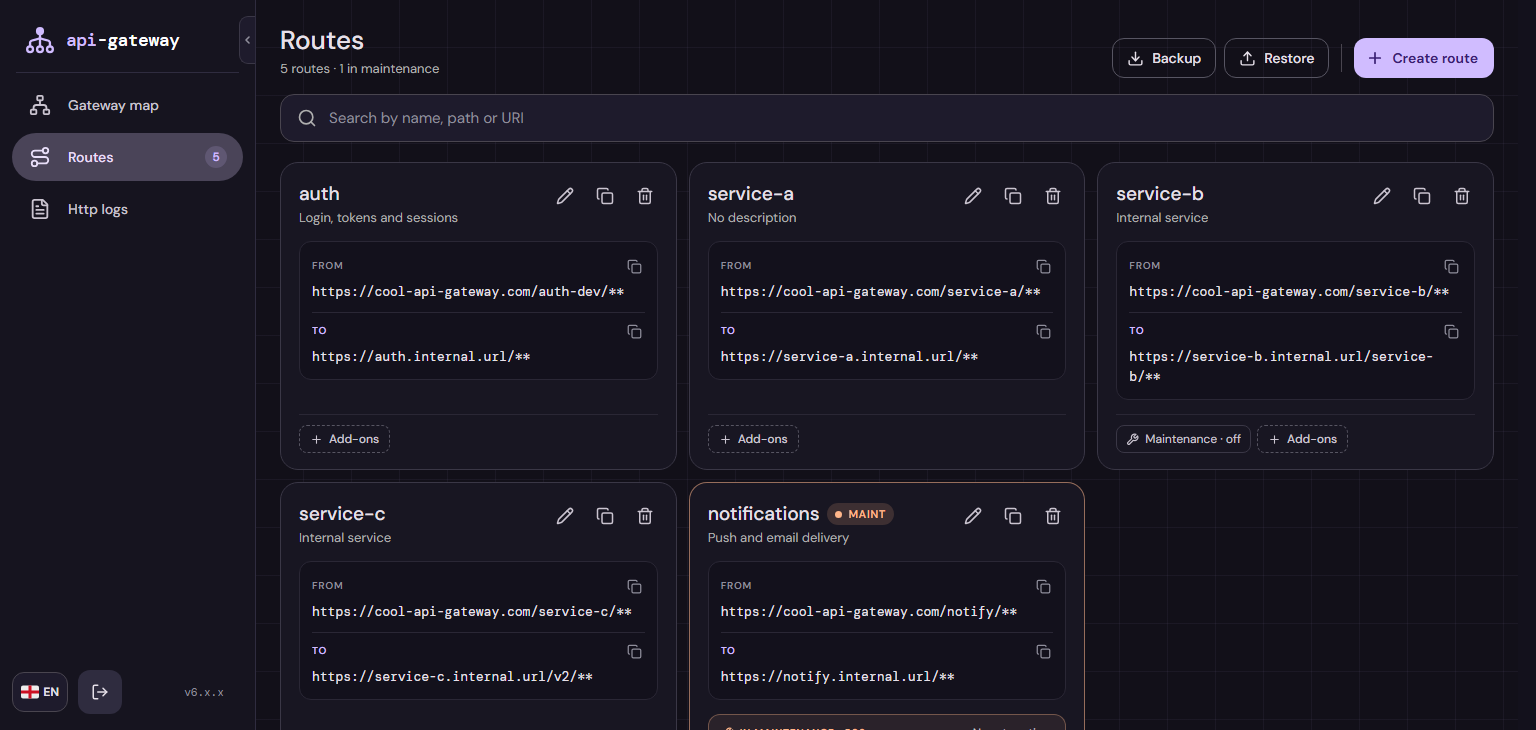 api-gateway
Gateway map
Routes 5
Http logs
EN
v6.x.x
Routes
5 routes · 1 in maintenance
Backup
Restore
Create route
Search by name, path or URI
auth
Login, tokens and sessions
FROM
https://cool-api-gateway.com/auth-dev/**
TO
https://auth.internal.url/**
Add-ons
service-a
No description
FROM
https://cool-api-gateway.com/service-a/**
TO
https://service-a.internal.url/**
Add-ons
service-b
Internal service
FROM
https://cool-api-gateway.com/service-b/**
TO
https://service-b.internal.url/service-
b/**
Maintenance · off
Add-ons
service-c
Internal service
FROM
https://cool-api-gateway.com/service-c/**
TO
https://service-c.internal.url/v2/**
notifications MAINT
Push and email delivery
FROM
https://cool-api-gateway.com/notify/**
TO
https://notify.internal.url/**